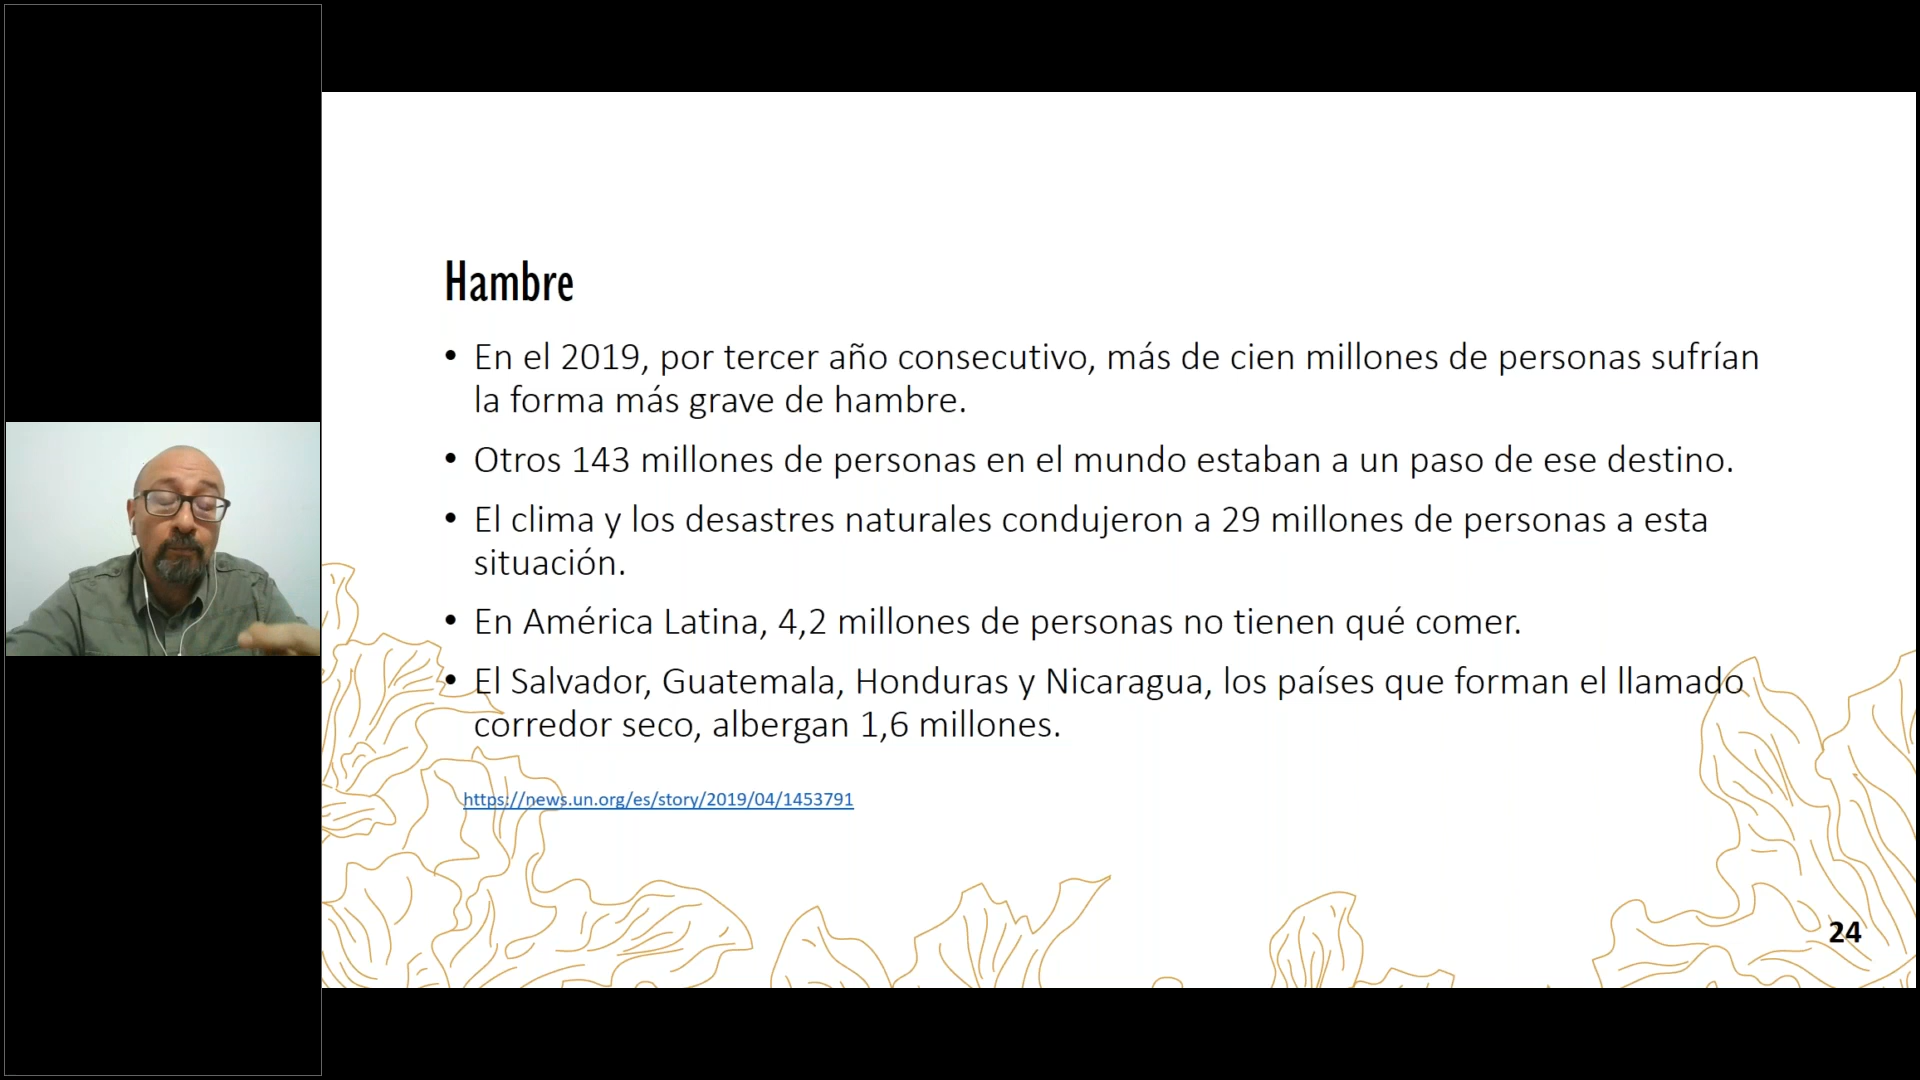 Hambre
• En el 2019, por tercer año consecutivo, más de cien millones de personas sufrían
la forma más grave de hambre.
• Otros 143 millones de personas en el mundo estaban a un paso de ese destino.
• El clima y los desastres naturales condujeron a 29 millones de personas a esta
situación.
• En América Latina, 4,2 millones de personas no tienen qué comer.
• El Salvador, Guatemala, Honduras y Nicaragua, los países que forman el llamado
corredor seco, albergan 1,6 millones.
https://news.un.org/es/story/2019/04/1453791
24